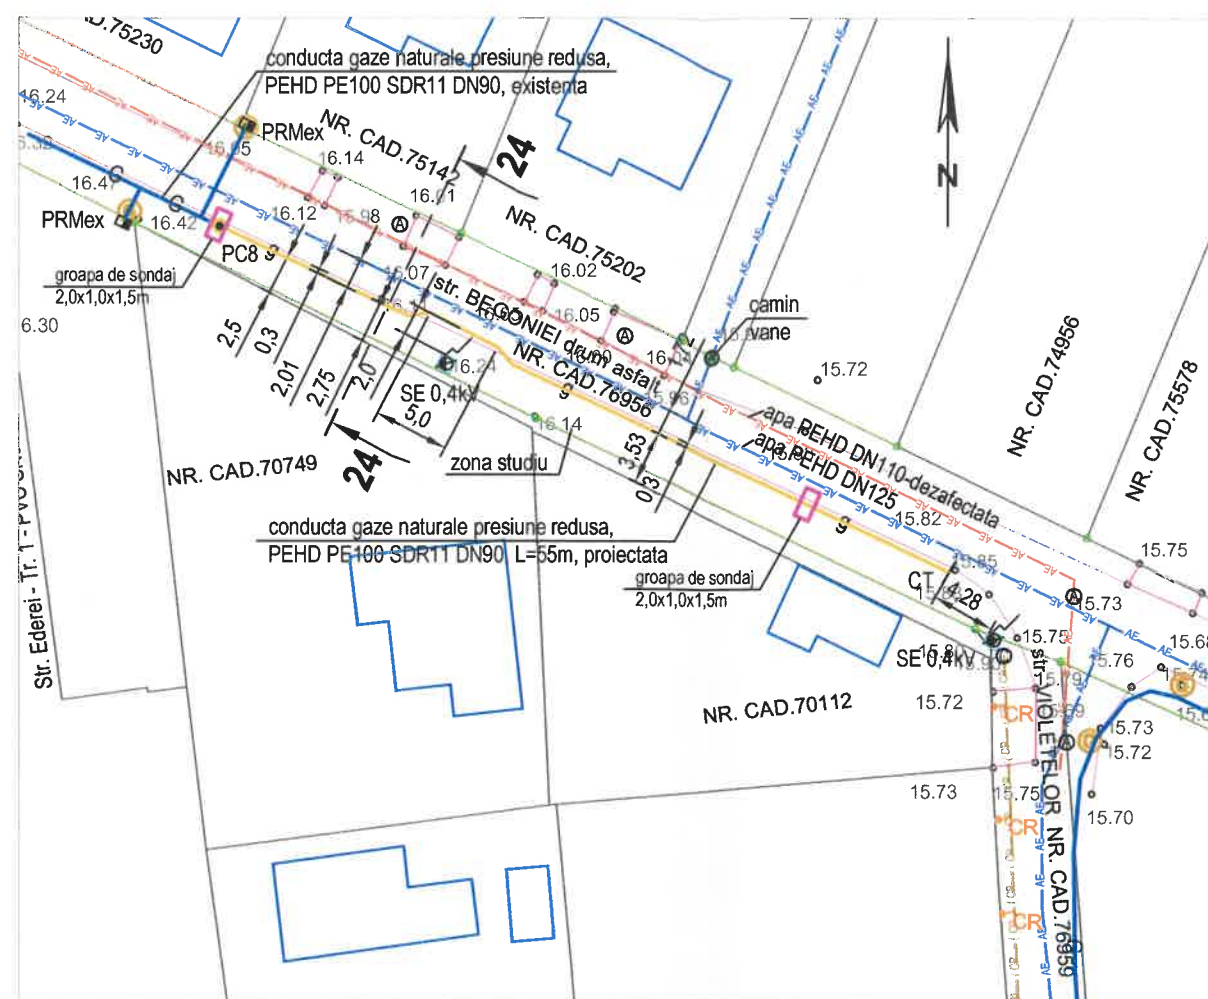 CAD.75230
conducta gaze naturale presiune redusa,
PEHD PE100 SDR11 DN90, existenta
PRMex
NR. CAD.75142
24
N
16.24
16.14
16.01
16.47
16.42
16.12
PRMex
PC8
NR. CAD.75202
16.02
16.05
groapa de sondaj
2,0x1,0x1,5m
6.30
str. BEGONIEI drum asfalt
NR. CAD.76956
camin
vane
15.72
NR. CAD.74956
NR. CAD.75578
2,5
0,3
2,01
2,75
2,0
5,0
SE 0,4kV
16.24
16.14
15.96
24
NR. CAD.70749
zona studiu
3,53
0,3
apa PEHD DN110-dezafectata
apa PEHD DN125
15.82
15.75
conducta gaze naturale presiune redusa,
PEHD PE100 SDR11 DN90, L=55m, proiectata
groapa de sondaj
2,0x1,0x1,5m
15.85
CT
4,28
15.73
15.75
15.68
SE 0,4kV
15.76
15.79
Str. Ederei - Tr. 1 -
NR. CAD.70112
15.72
CR
15.73
15.72
15.73
15.75
15.70
CR
CR
str. VIOLETELOR NR. CAD.76959